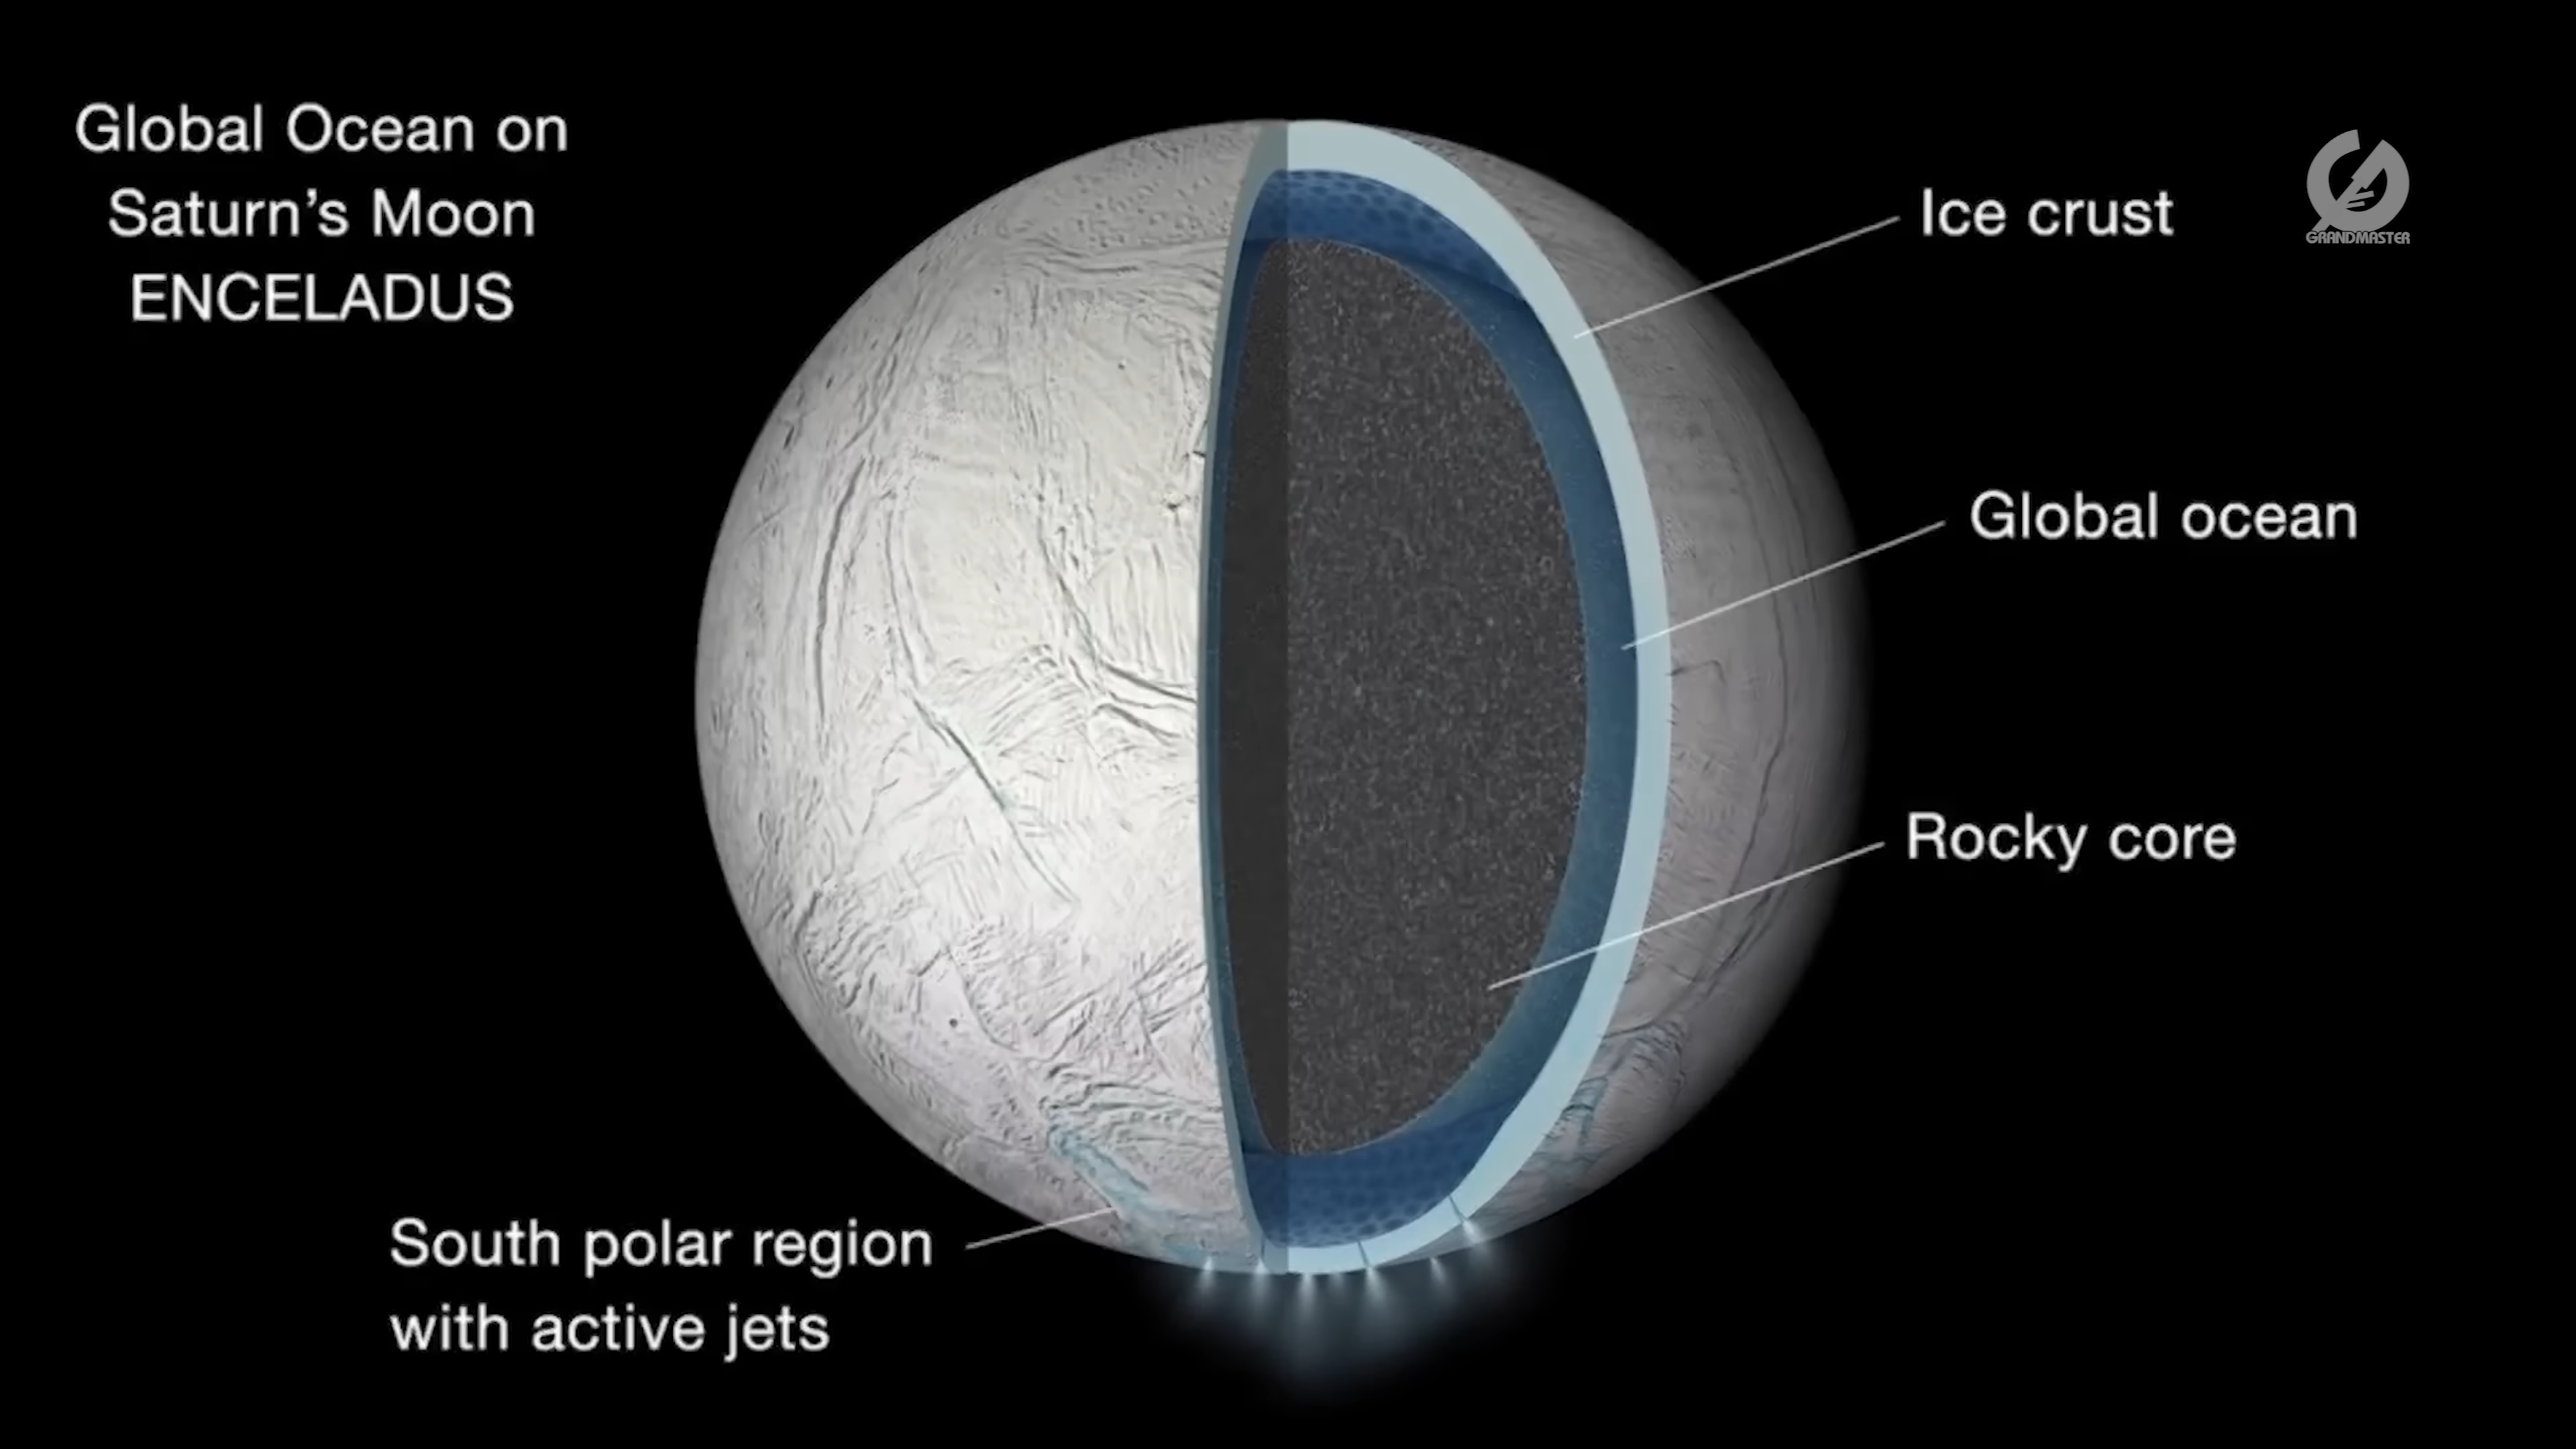 Global Ocean on
Saturn's Moon
ENCELADUS
Ice crust
GRANDMASTER
Global ocean
Rocky core
South polar region
with active jets